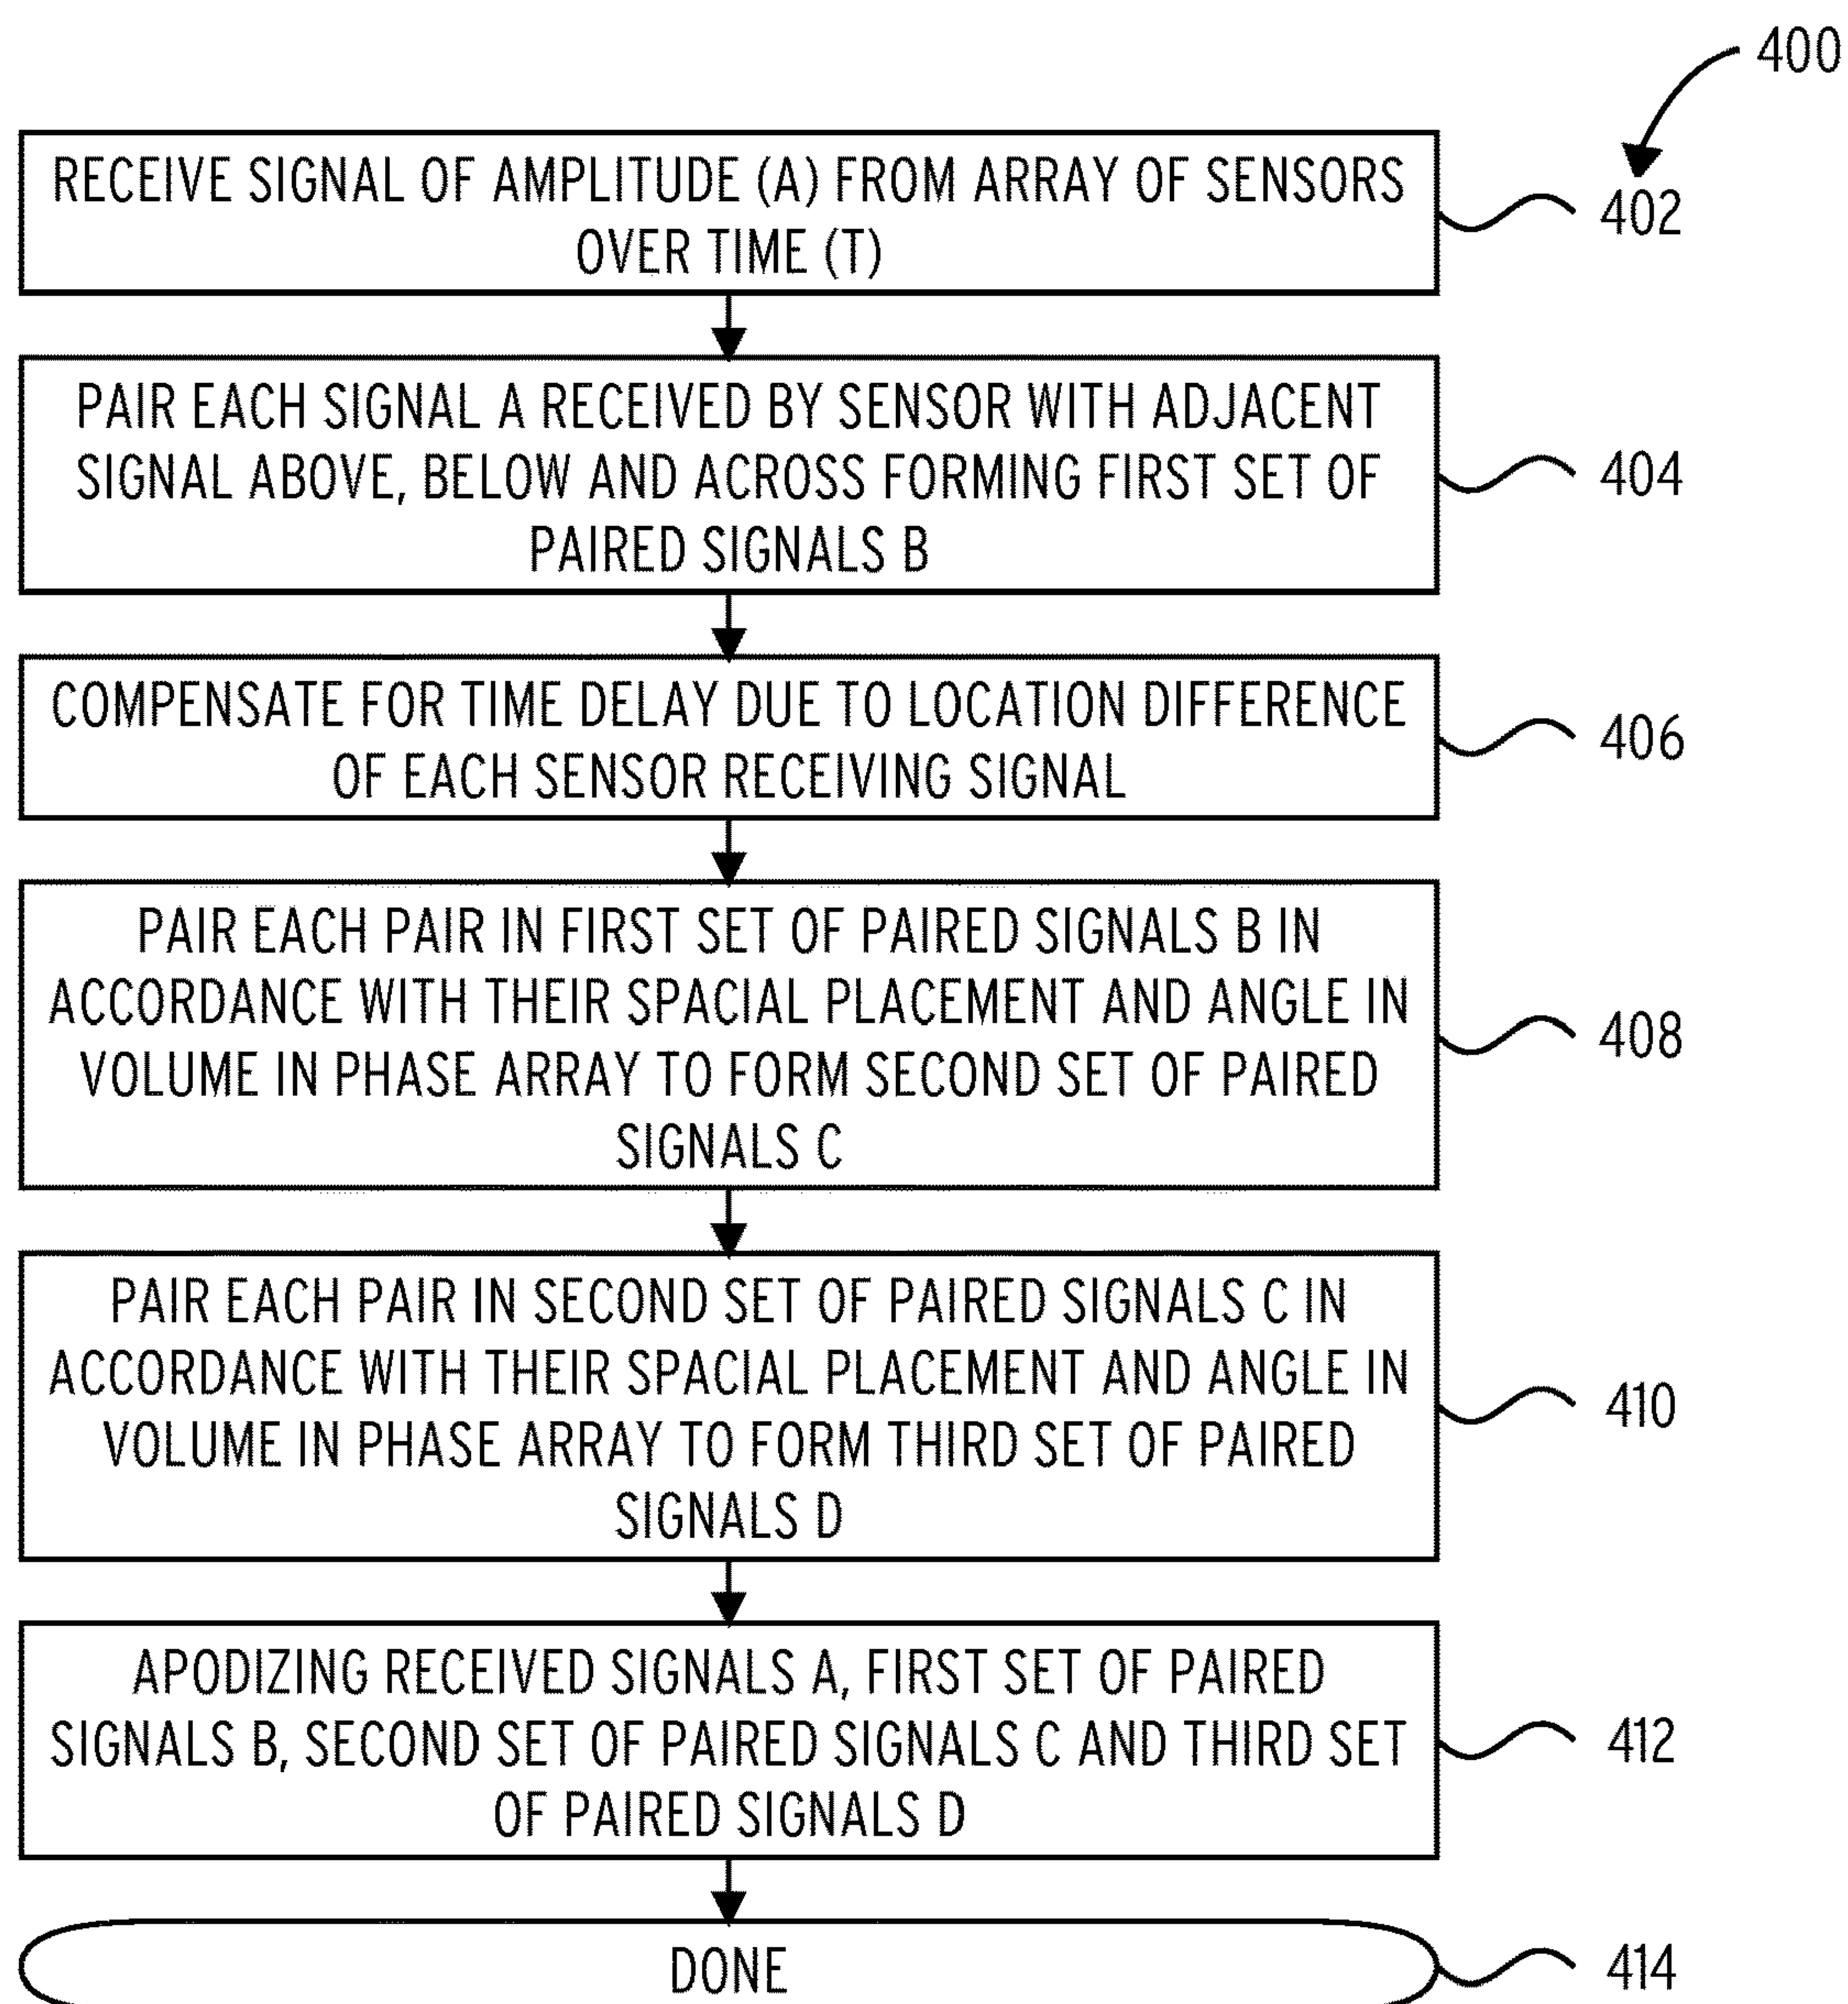 400
RECEIVE SIGNAL OF AMPLITUDE (A) FROM ARRAY OF SENSORS
OVER TIME (T)
402
PAIR EACH SIGNAL A RECEIVED BY SENSOR WITH ADJACENT
SIGNAL ABOVE, BELOW AND ACROSS FORMING FIRST SET OF
PAIRED SIGNALS B
404
COMPENSATE FOR TIME DELAY DUE TO LOCATION DIFFERENCE
OF EACH SENSOR RECEIVING SIGNAL
406
PAIR EACH PAIR IN FIRST SET OF PAIRED SIGNALS B IN
ACCORDANCE WITH THEIR SPACIAL PLACEMENT AND ANGLE IN
VOLUME IN PHASE ARRAY TO FORM SECOND SET OF PAIRED
SIGNALS C
408
PAIR EACH PAIR IN SECOND SET OF PAIRED SIGNALS C IN
ACCORDANCE WITH THEIR SPACIAL PLACEMENT AND ANGLE IN
VOLUME IN PHASE ARRAY TO FORM THIRD SET OF PAIRED
SIGNALS D
410
APODIZING RECEIVED SIGNALS A, FIRST SET OF PAIRED
SIGNALS B, SECOND SET OF PAIRED SIGNALS C AND THIRD SET
OF PAIRED SIGNALS D
412
DONE
414